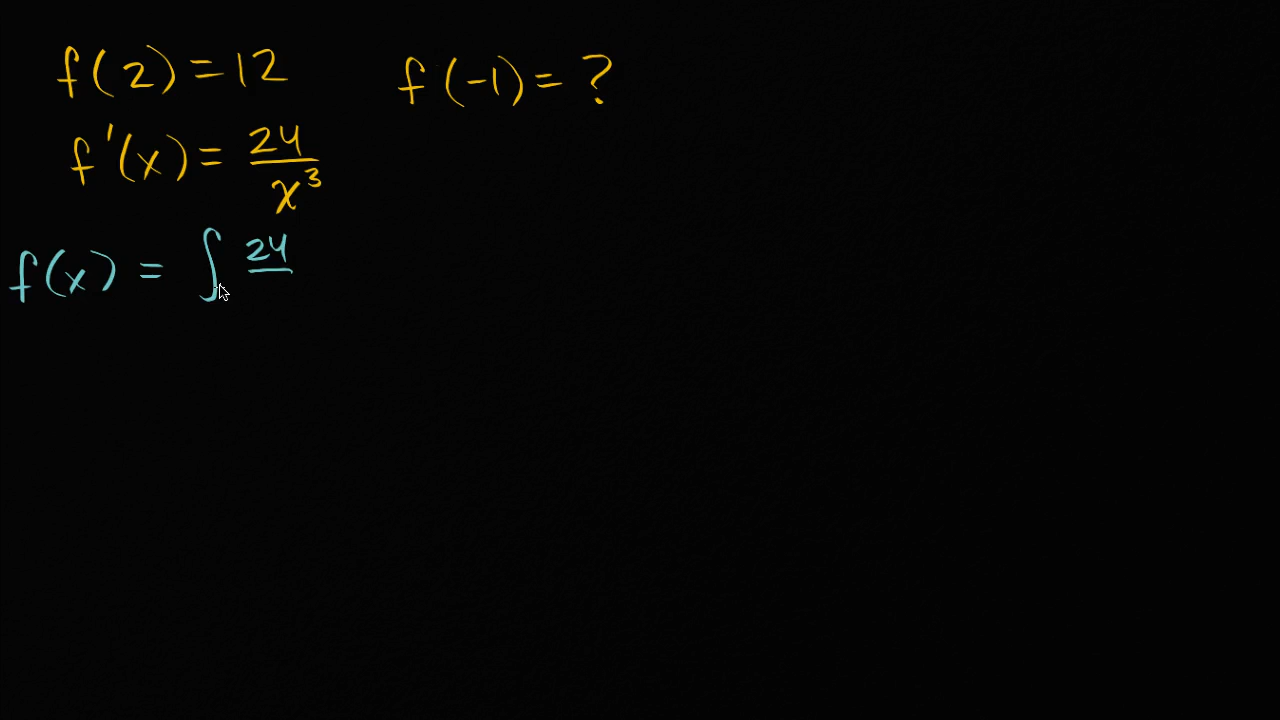 f(2) = 12 f(-1) = ?
f'(x) = 24/x³
f(x) = ∫ 24/